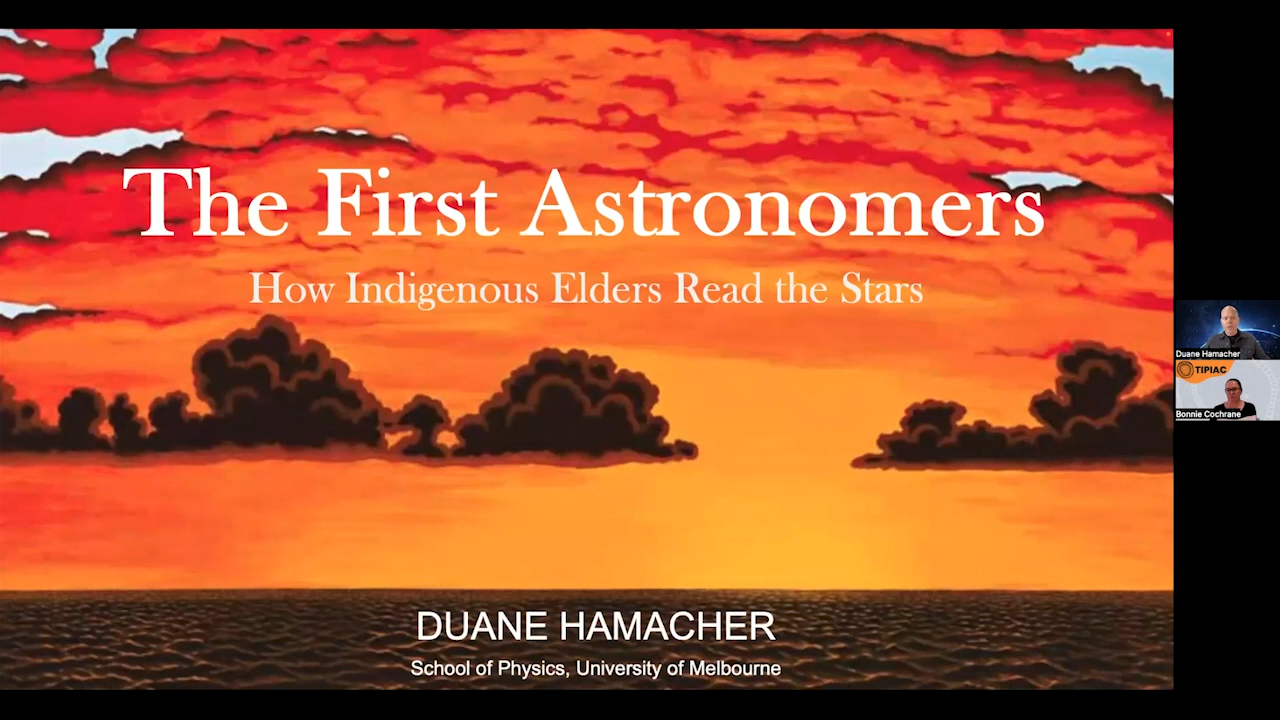 The First Astronomers
How Indigenous Elders Read the Stars
DUANE HAMACHER
School of Physics, University of Melbourne
Duane Hamacher
TIPIAC
Bonnie Cochrane